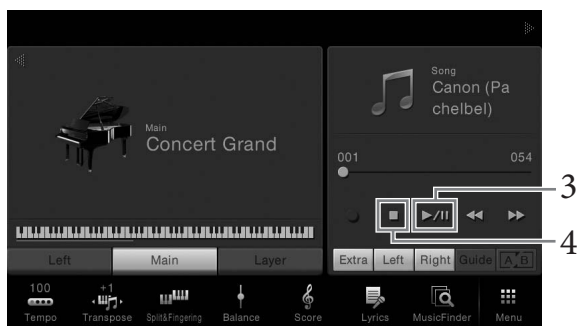 Song
Canon (Pa
chelbel)
Main
Concert Grand
001
054
3
4
Left
Main
Layer
Extra
Left
Right
Guide
A B
100
+1
Tempo
Transpose
Split&Fingering
Balance
Score
Lyrics
MusicFinder
Menu